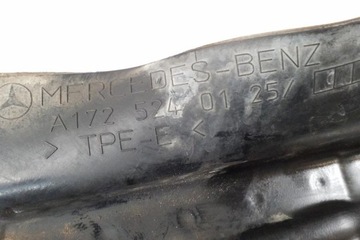 MERCEDES-BENZ
A172 524 01 25/
> TPE-E <